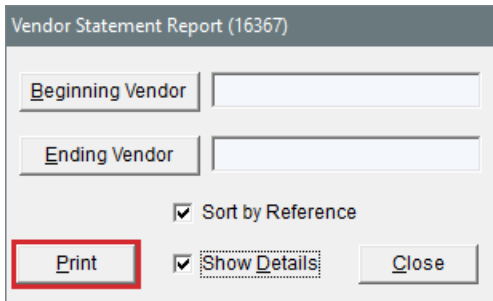 Vendor Statement Report (16367)
Beginning Vendor
Ending Vendor
Sort by Reference
Print
Show Details
Close